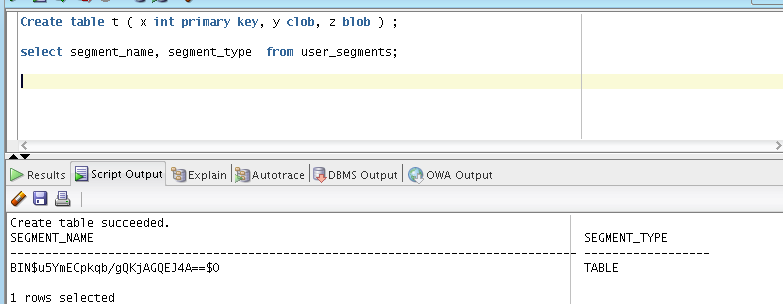 Create table t ( x int primary key, y clob, z blob ) ;
select segment_name, segment_type  from user_segments;
Results Script Output Explain Autotrace DBMS Output OWA Output
Create table succeeded.
SEGMENT_NAME SEGMENT_TYPE
--------------------------------------------------------------------------------- ------------------
BIN$u5YmECpkqb/gQKjAGQEJ4A==$0 TABLE
1 rows selected